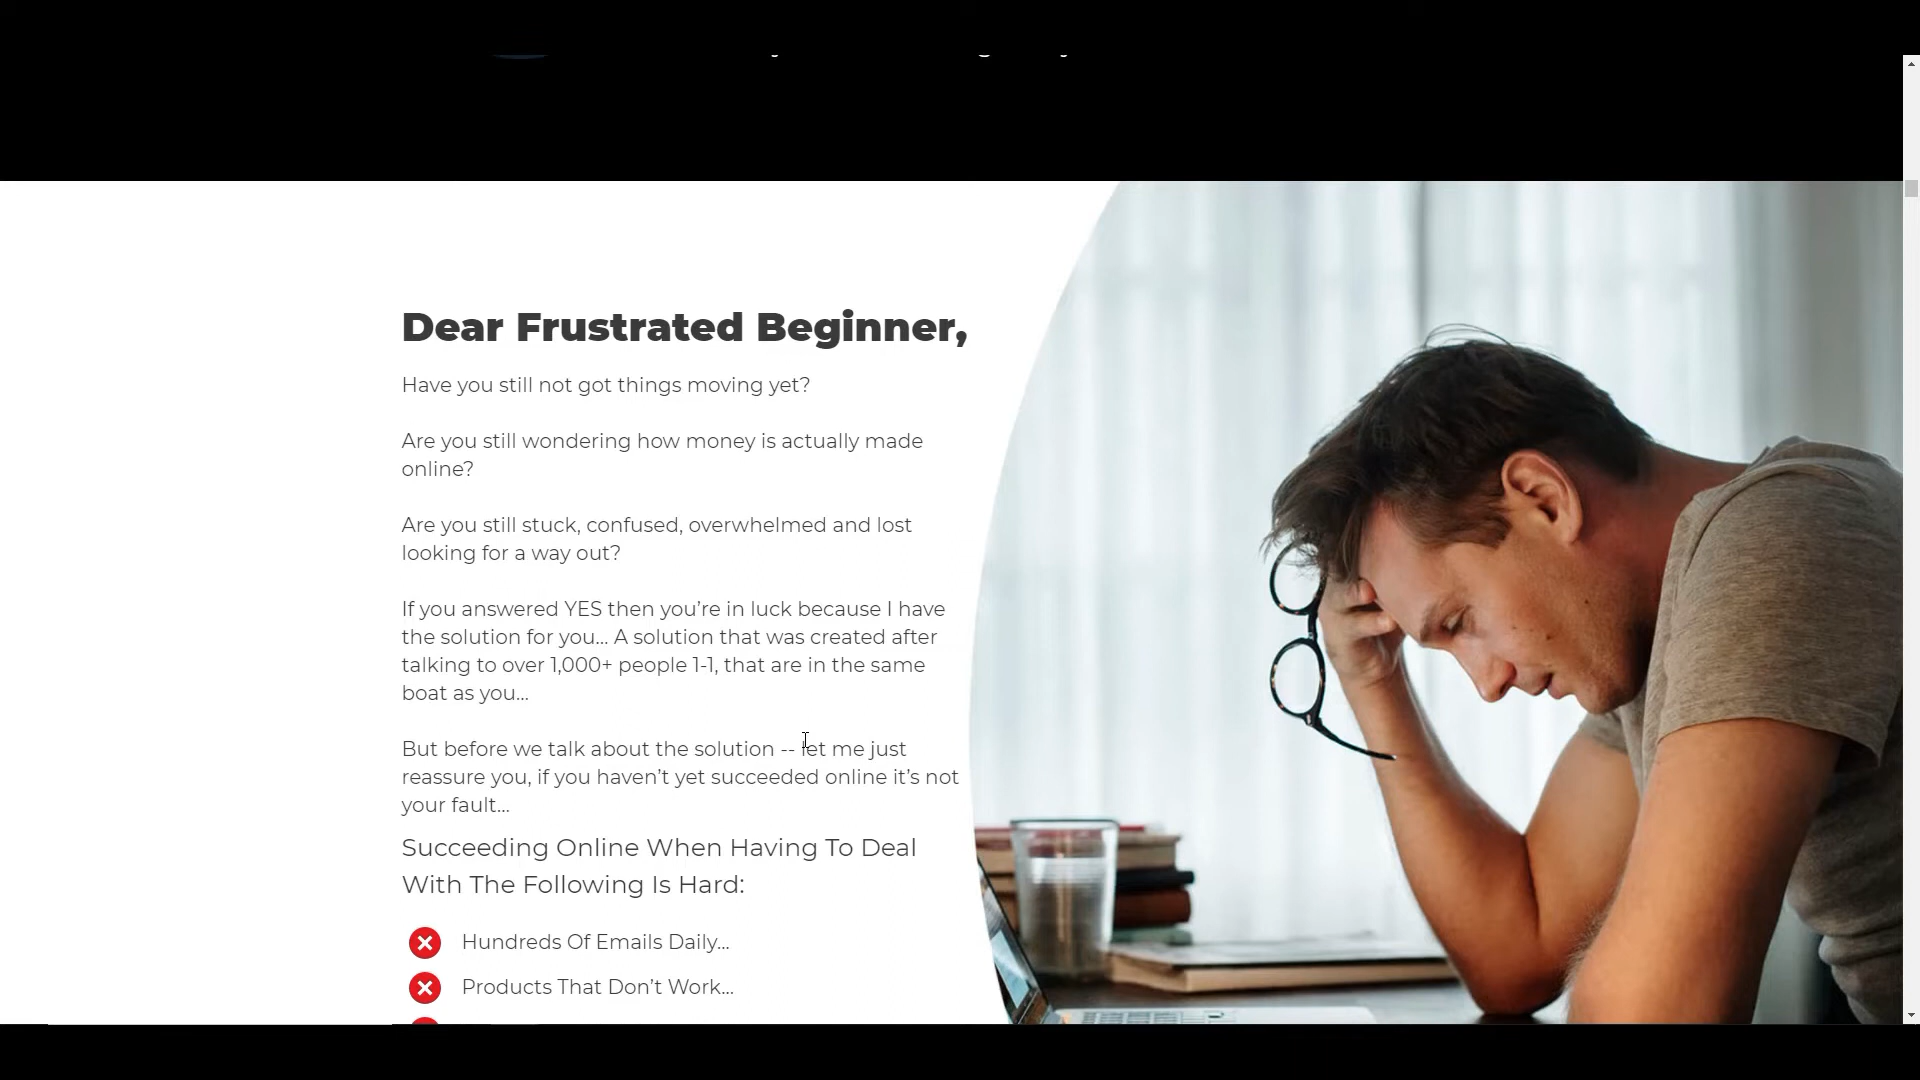 Dear Frustrated Beginner,
Have you still not got things moving yet?
Are you still wondering how money is actually made
online?
Are you still stuck, confused, overwhelmed and lost
looking for a way out?
If you answered YES then you’re in luck because I have
the solution for you... A solution that was created after
talking to over 1,000+ people 1-1, that are in the same
boat as you...
But before we talk about the solution -- let me just
reassure you, if you haven’t yet succeeded online it’s not
your fault...
Succeeding Online When Having To Deal
With The Following Is Hard:
Hundreds Of Emails Daily...
Products That Don’t Work...